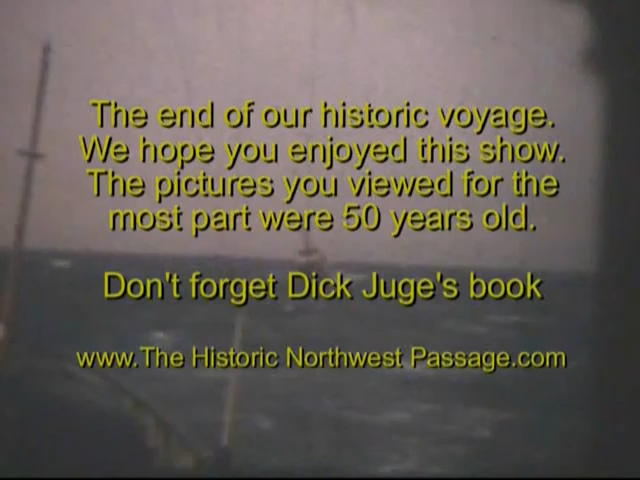 The end of our historic voyage.
We hope you enjoyed this show.
The pictures you viewed for the
most part were 50 years old.
Don't forget Dick Juge's book
www.The Historic Northwest Passage.com